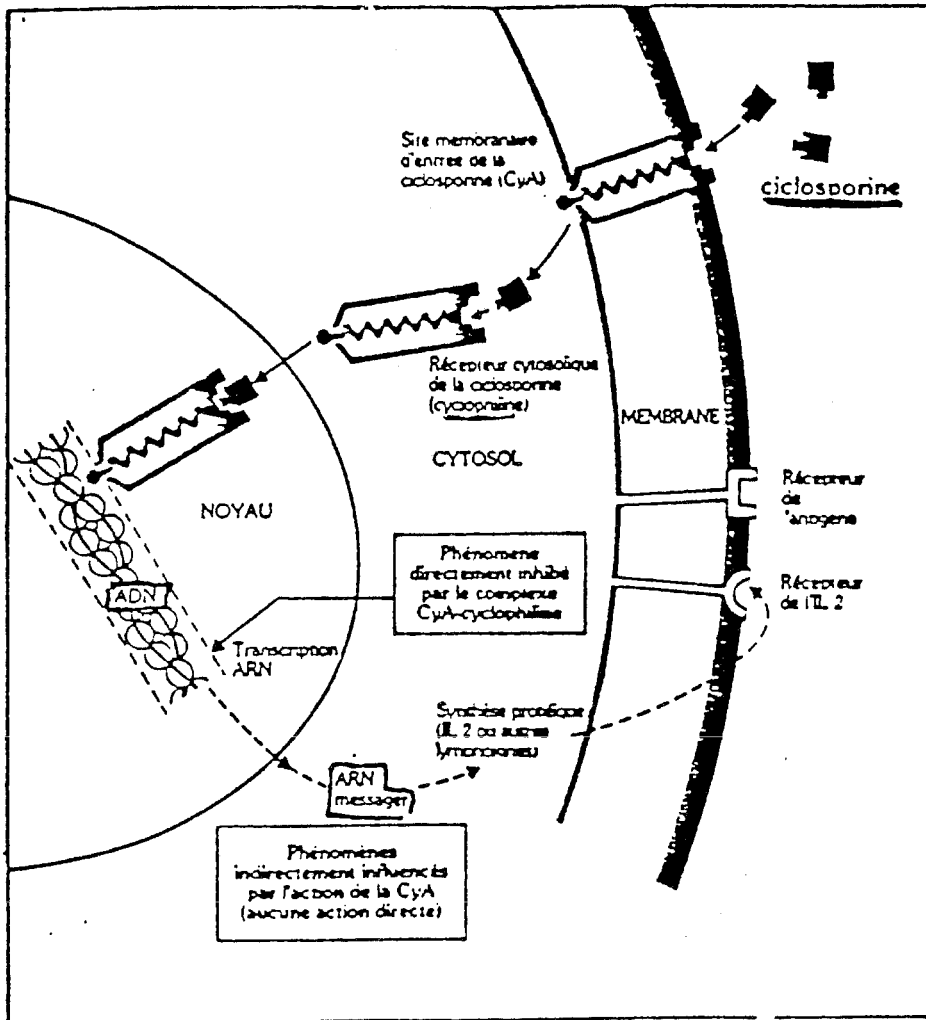 Site membranaire
d'entrée de la
ciclosporine (CyA)
ciclosporine
Récepteur cytosolique
de la ciclosporine
(cyclophiline)
MEMBRANE
CYTOSOL
NOYAU
Récepteur
de
l'antigène
Phénomène
directement inhibé
par le complexe
CyA-cyclophiline
Récepteur
de l'IL 2
ADN
Transcription
ARN
Synthèse protéique
(IL 2 ou autres
lymphokines)
ARN
messager
Phénomènes
indirectement influencés
par l'action de la CyA
(aucune action directe)